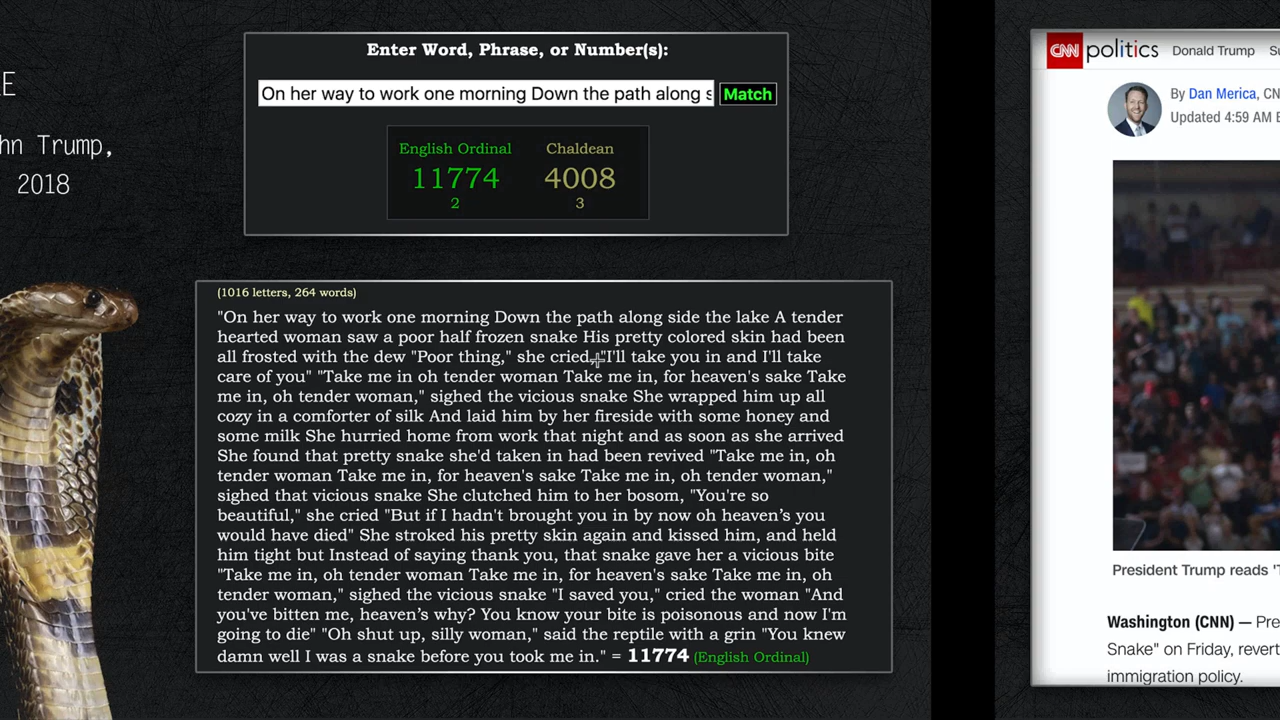 E
hn Trump,
2018
Enter Word, Phrase, or Number(s):
On her way to work one morning Down the path along s
Match
English Ordinal
11774
2
Chaldean
4008
3
(1016 letters, 264 words)
"On her way to work one morning Down the path along side the lake A tender
hearted woman saw a poor half frozen snake His pretty colored skin had been
all frosted with the dew "Poor thing," she cried, "I'll take you in and I'll take
care of you" "Take me in oh tender woman Take me in, for heaven's sake Take
me in, oh tender woman," sighed the vicious snake She wrapped him up all
cozy in a comforter of silk And laid him by her fireside with some honey and
some milk She hurried home from work that night and as soon as she arrived
She found that pretty snake she'd taken in had been revived "Take me in, oh
tender woman Take me in, for heaven's sake Take me in, oh tender woman,"
sighed that vicious snake She clutched him to her bosom, "You're so
beautiful," she cried "But if I hadn't brought you in by now oh heaven’s you
would have died" She stroked his pretty skin again and kissed him, and held
him tight but Instead of saying thank you, that snake gave her a vicious bite
"Take me in, oh tender woman Take me in, for heaven's sake Take me in, oh
tender woman," sighed the vicious snake "I saved you," cried the woman "And
you've bitten me, heaven’s why? You know your bite is poisonous and now I'm
going to die" "Oh shut up, silly woman," said the reptile with a grin "You knew
damn well I was a snake before you took me in." = 11774 (English Ordinal)
CNN politics Donald Trump Su
By Dan Merica, CN
Updated 4:59 AM E
President Trump reads 'T
Washington (CNN) — Pre
Snake" on Friday, revert
immigration policy.